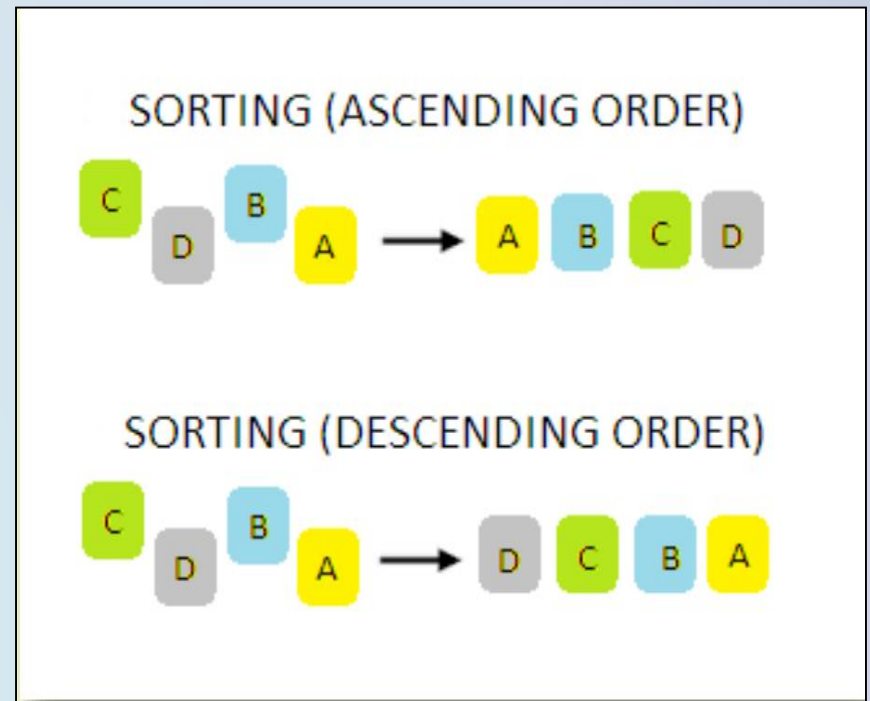 SORTING (ASCENDING ORDER)
C D B A A B C D
SORTING (DESCENDING ORDER)
C D B A D C B A